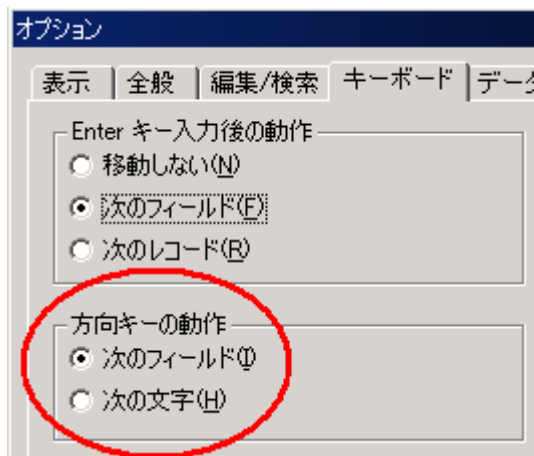 オプション
表示 全般 編集/検索 キーボード データ
Enter キー入力後の動作
移動しない(N)
次のフィールド(F)
次のレコード(R)
方向キーの動作
次のフィールド(I)
次の文字(H)